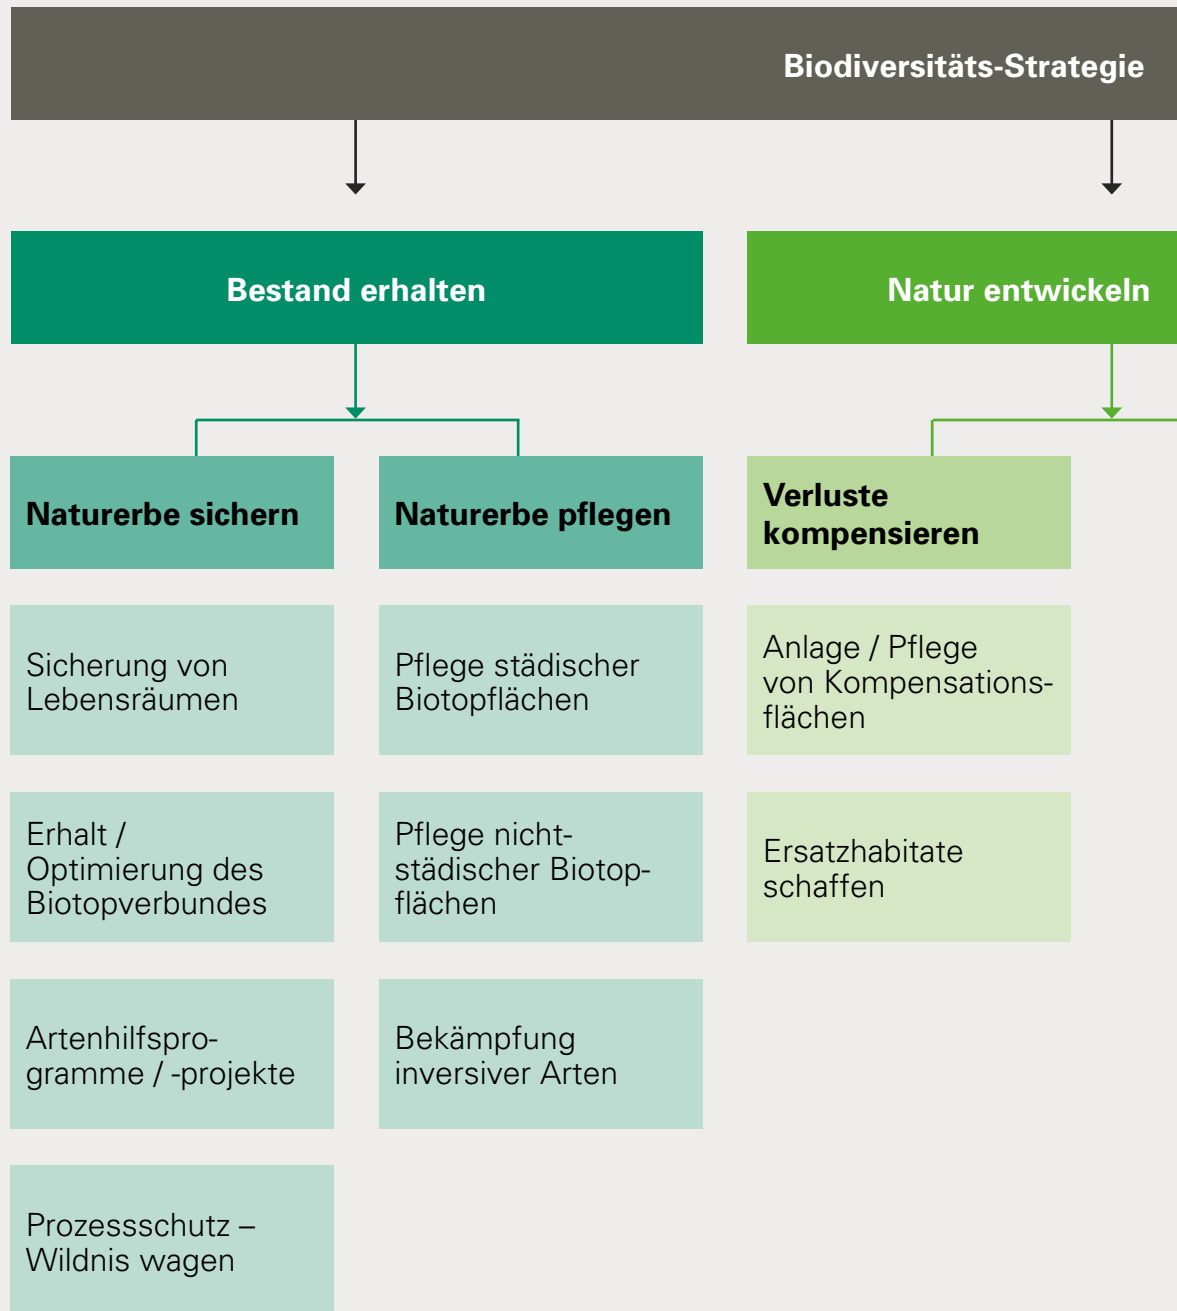 Biodiversitäts-Strategie
Bestand erhalten
Natur entwickeln
Naturerbe sichern
Naturerbe pflegen
Verluste
kompensieren
Sicherung von
Lebensräumen
Pflege städischer
Biotopflächen
Anlage / Pflege
von Kompensations-
flächen
Erhalt /
Optimierung des
Biotopverbundes
Pflege nicht-
städischer Biotop-
flächen
Ersatzhabitate
schaffen
Artenhilfspro-
gramme / -projekte
Bekämpfung
inversiver Arten
Prozessschutz –
Wildnis wagen